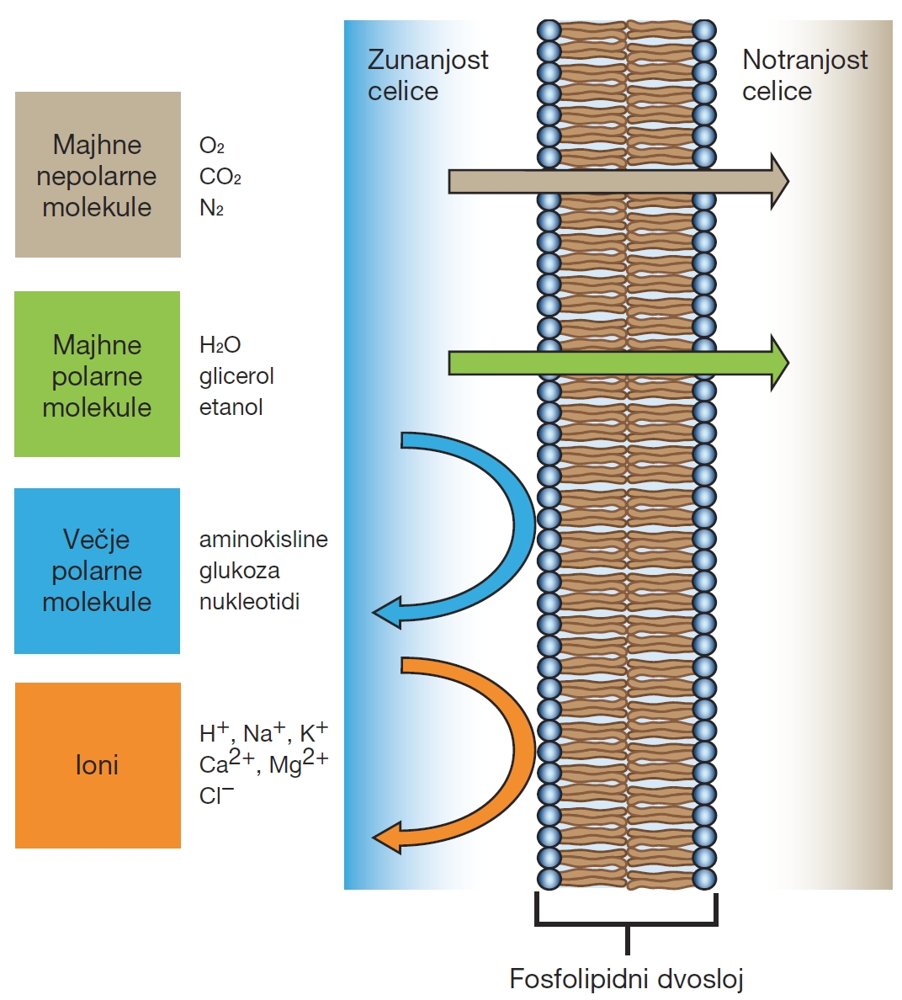 Zunanjost
celice
Notranjost
celice
Majhne
nepolarne
molekule
O₂
CO₂
N₂
Majhne
polarne
molekule
H₂O
glicerol
etanol
Večje
polarne
molekule
aminokisline
glukoza
nukleotidi
Ioni
H⁺, Na⁺, K⁺
Ca²⁺, Mg²⁺
Cl⁻
Fosfolipidni dvosloj